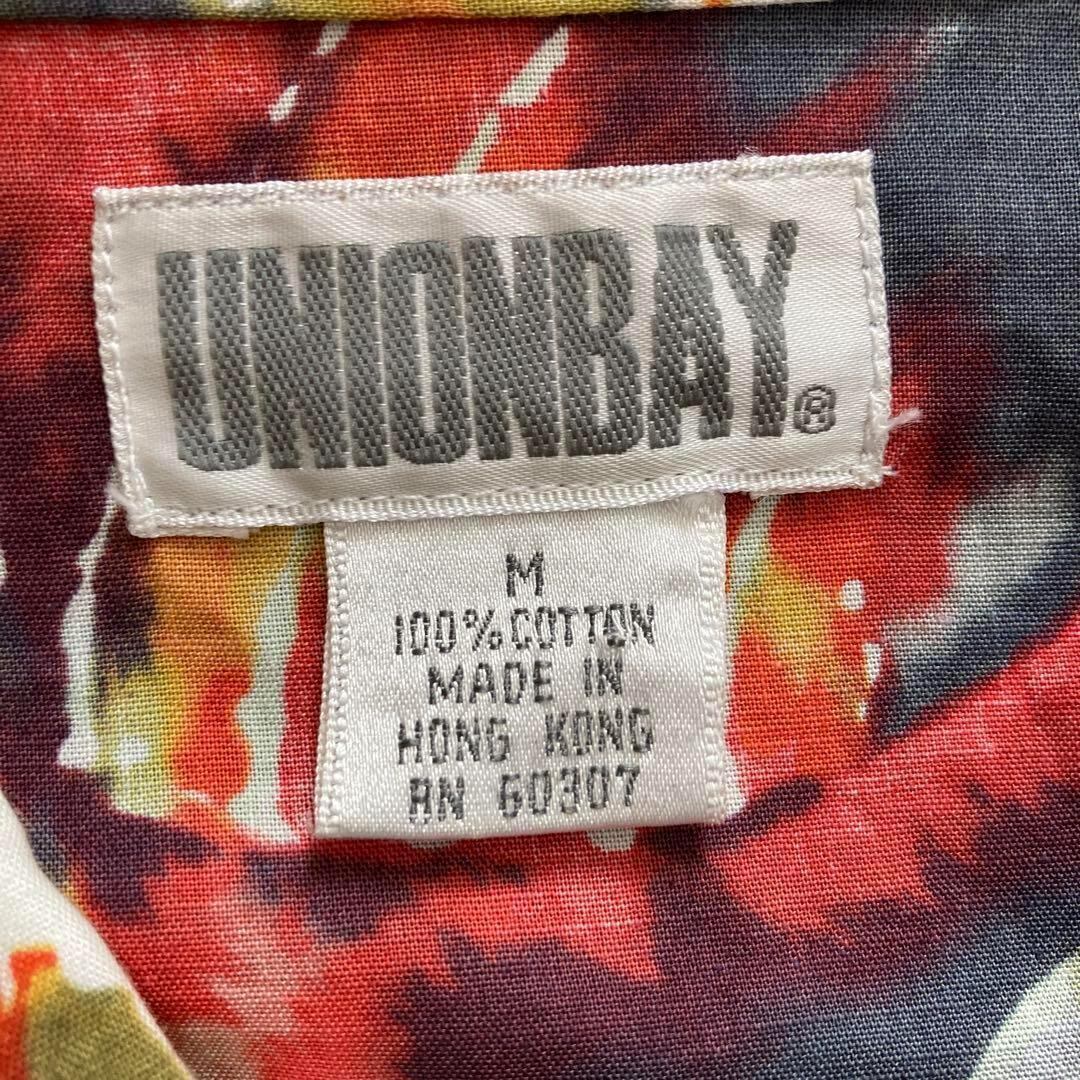 UNIONBAY®
M
100% COTTON
MADE IN
HONG KONG
RN 60307